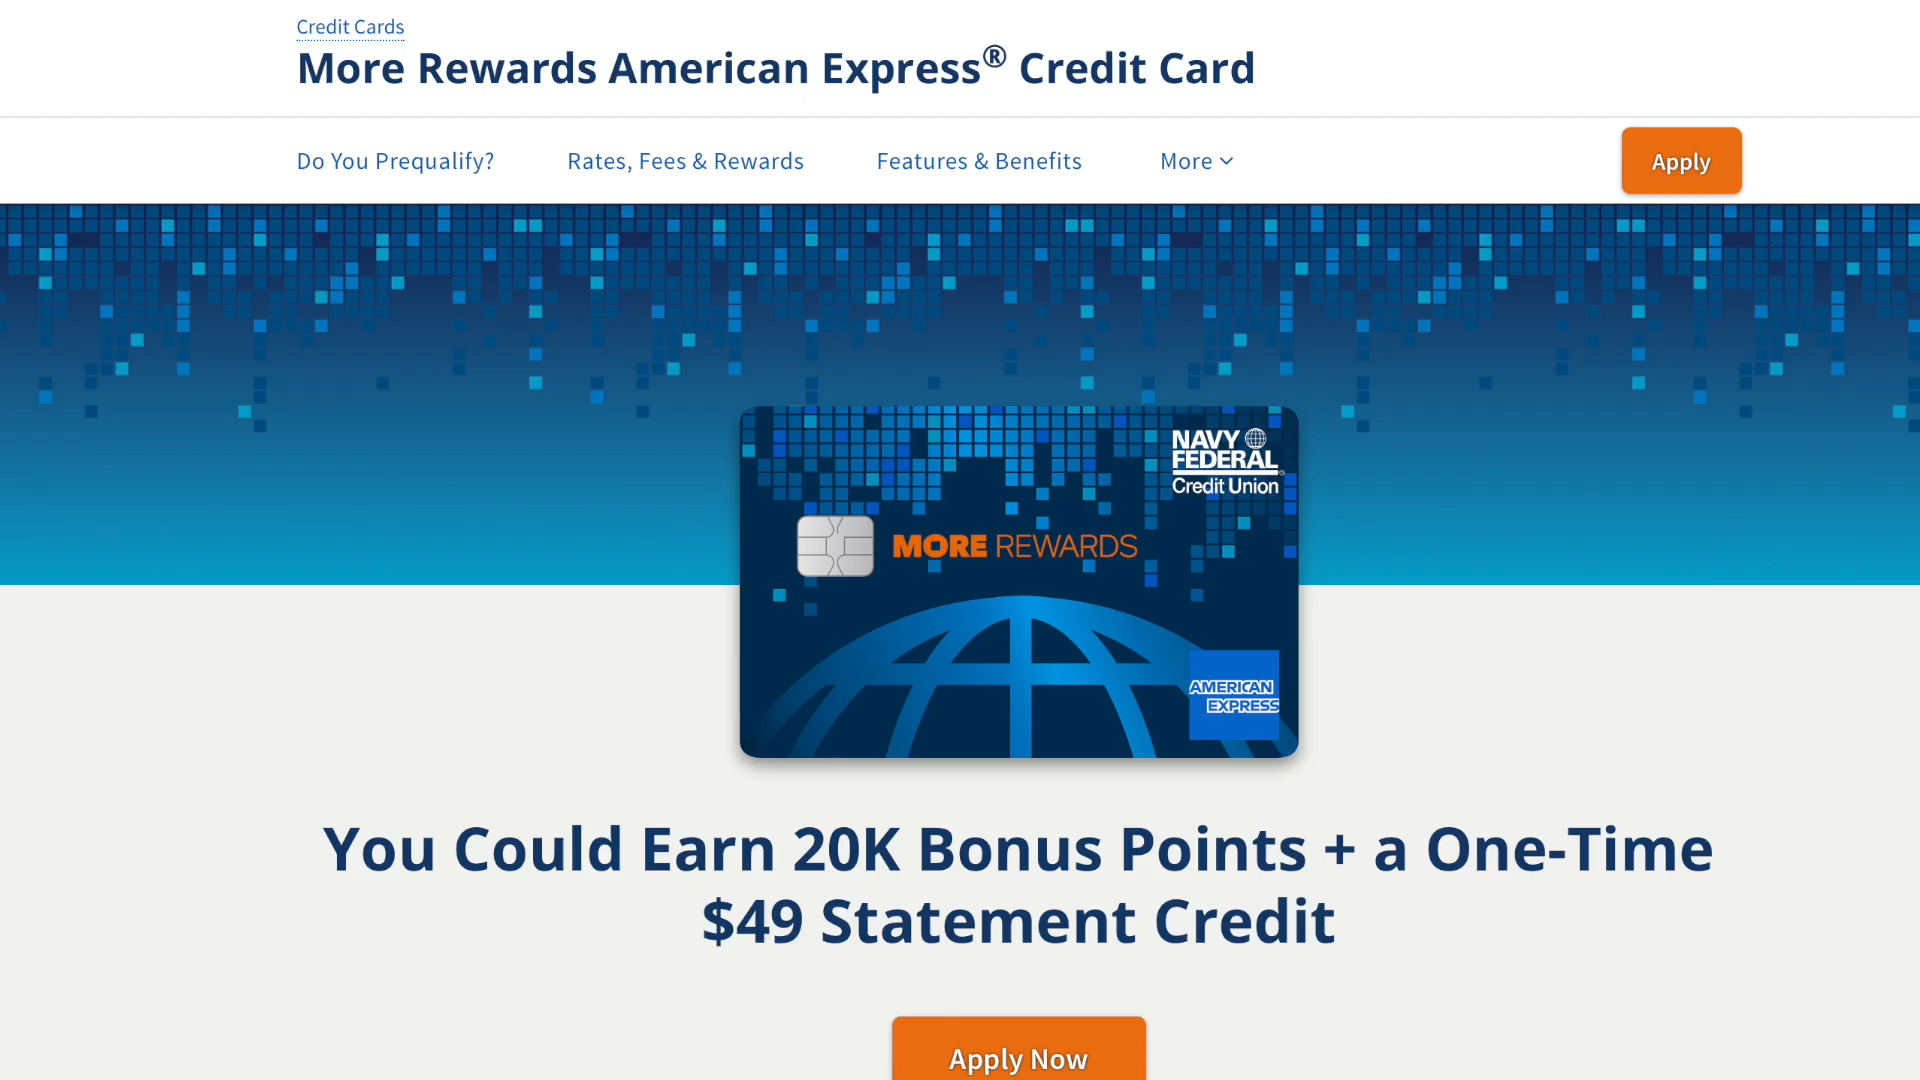 Credit Cards
More Rewards American Express® Credit Card
Do You Prequalify?
Rates, Fees & Rewards
Features & Benefits
More
Apply
NAVY
FEDERAL®
Credit Union
MORE REWARDS
AMERICAN
EXPRESS
You Could Earn 20K Bonus Points + a One-Time
$49 Statement Credit
Apply Now